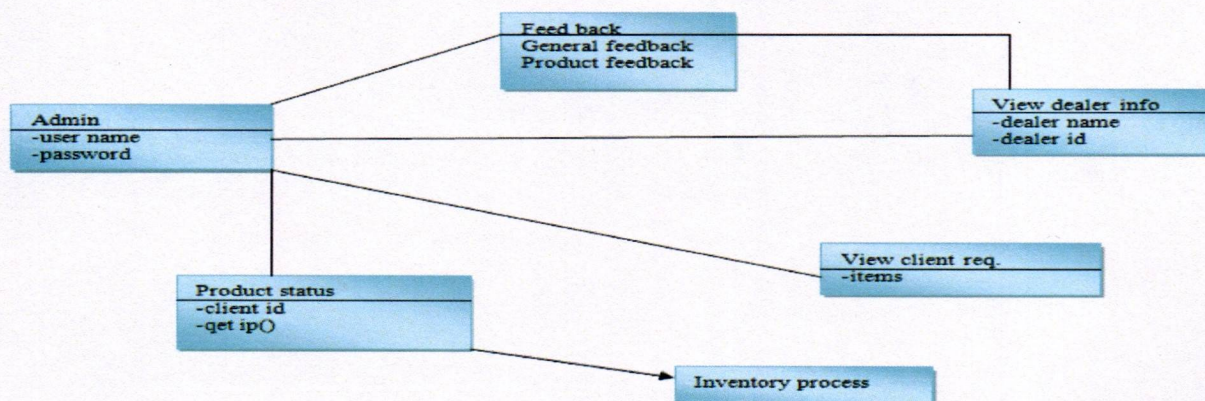 Feed back
General feedback
Product feedback
Admin
-user name
-password
View dealer info
-dealer name
-dealer id
View client req.
-items
Product status
-client id
-qet ip()
Inventory process